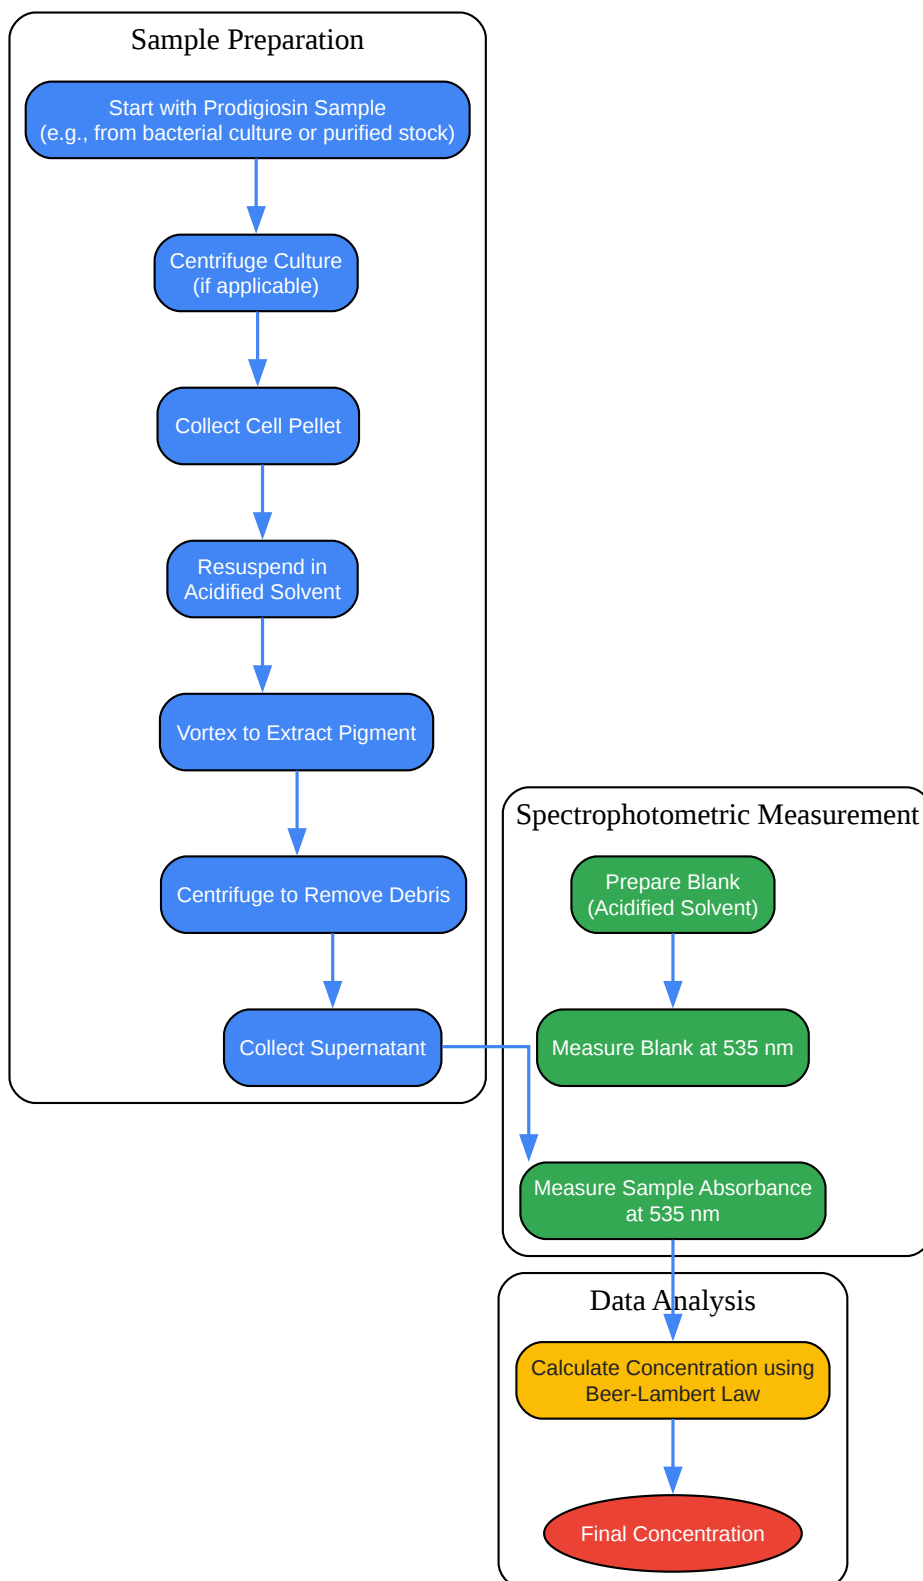 Sample Preparation
Start with Prodigiosin Sample
(e.g., from bacterial culture or purified stock)
Centrifuge Culture
(if applicable)
Collect Cell Pellet
Resuspend in
Acidified Solvent
Vortex to Extract Pigment
Centrifuge to Remove Debris
Collect Supernatant
Spectrophotometric Measurement
Prepare Blank
(Acidified Solvent)
Measure Blank at 535 nm
Measure Sample Absorbance
at 535 nm
Data Analysis
Calculate Concentration using
Beer-Lambert Law
Final Concentration